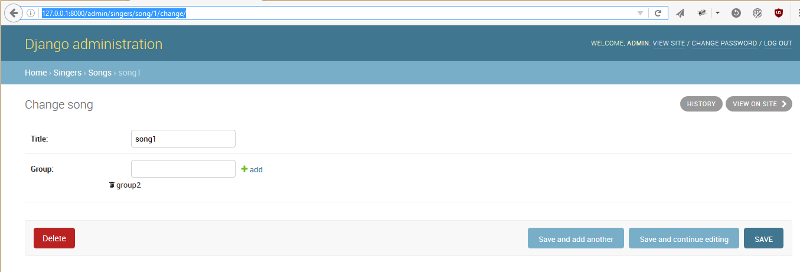 127.0.0.1:8000/admin/singers/song/1/change/
Django administration
WELCOME, ADMIN. VIEW SITE / CHANGE PASSWORD / LOG OUT
Home › Singers › Songs › song1
Change song
HISTORY
VIEW ON SITE
Title:
song1
Group:
add
group2
Delete
Save and add another
Save and continue editing
SAVE